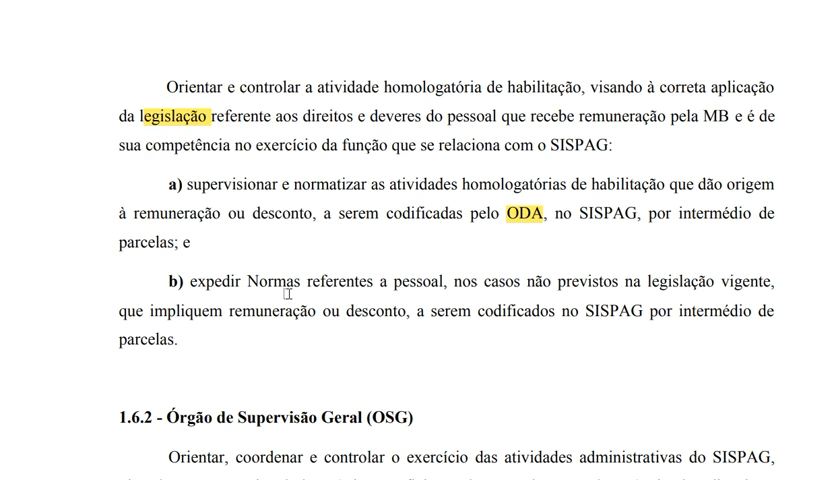 Orientar e controlar a atividade homologatória de habilitação, visando à correta aplicação
da legislação referente aos direitos e deveres do pessoal que recebe remuneração pela MB e é de
sua competência no exercício da função que se relaciona com o SISPAG:
a) supervisionar e normatizar as atividades homologatórias de habilitação que dão origem
à remuneração ou desconto, a serem codificadas pelo ODA, no SISPAG, por intermédio de
parcelas; e
b) expedir Normas referentes a pessoal, nos casos não previstos na legislação vigente,
que impliquem remuneração ou desconto, a serem codificados no SISPAG por intermédio de
parcelas.
1.6.2 - Órgão de Supervisão Geral (OSG)
Orientar, coordenar e controlar o exercício das atividades administrativas do SISPAG,